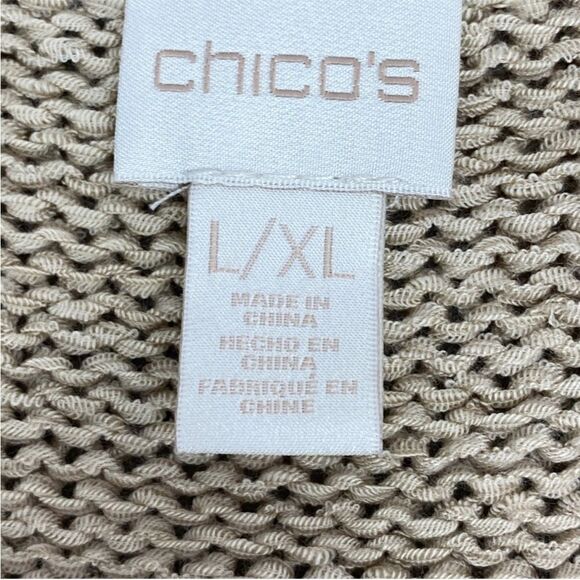 chico's
L/XL
MADE IN
CHINA
HECHO EN
CHINA
FABRIQUÉ EN
CHINE